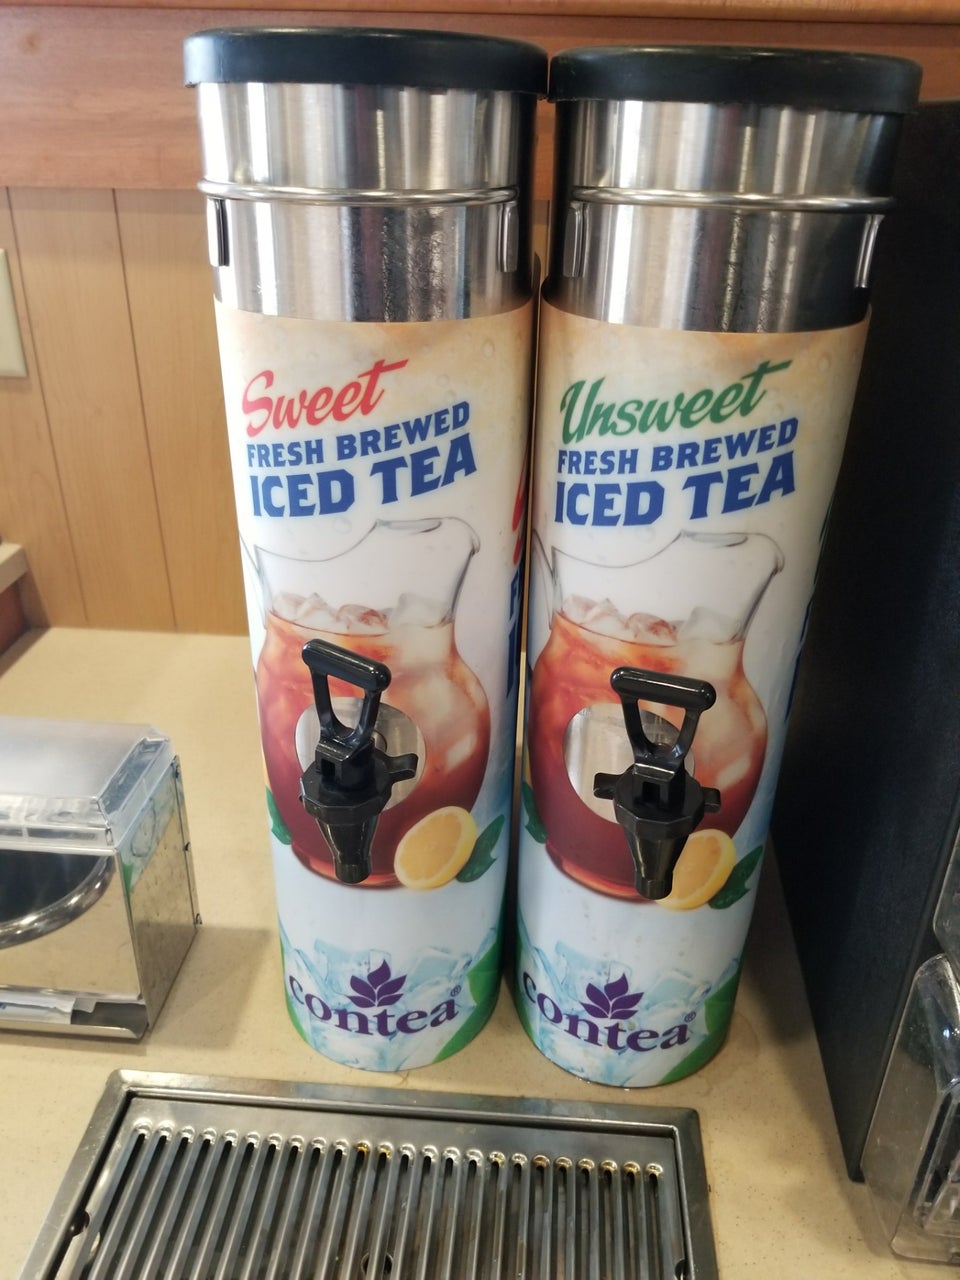 Sweet
FRESH BREWED
ICED TEA
contea®
Unsweet
FRESH BREWED
ICED TEA
contea®